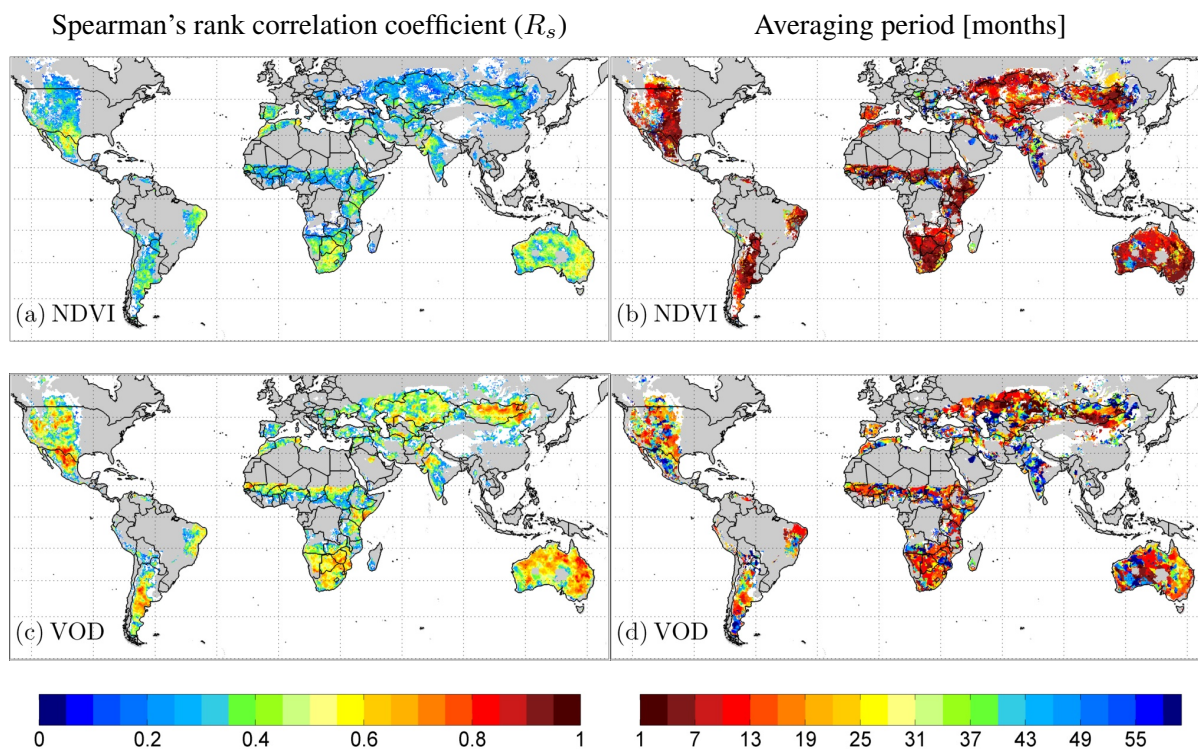 Spearman's rank correlation coefficient (Rs) Averaging period [months]
(a) NDVI (b) NDVI
(c) VOD (d) VOD
0 0.2 0.4 0.6 0.8 1 1 7 13 19 25 31 37 43 49 55